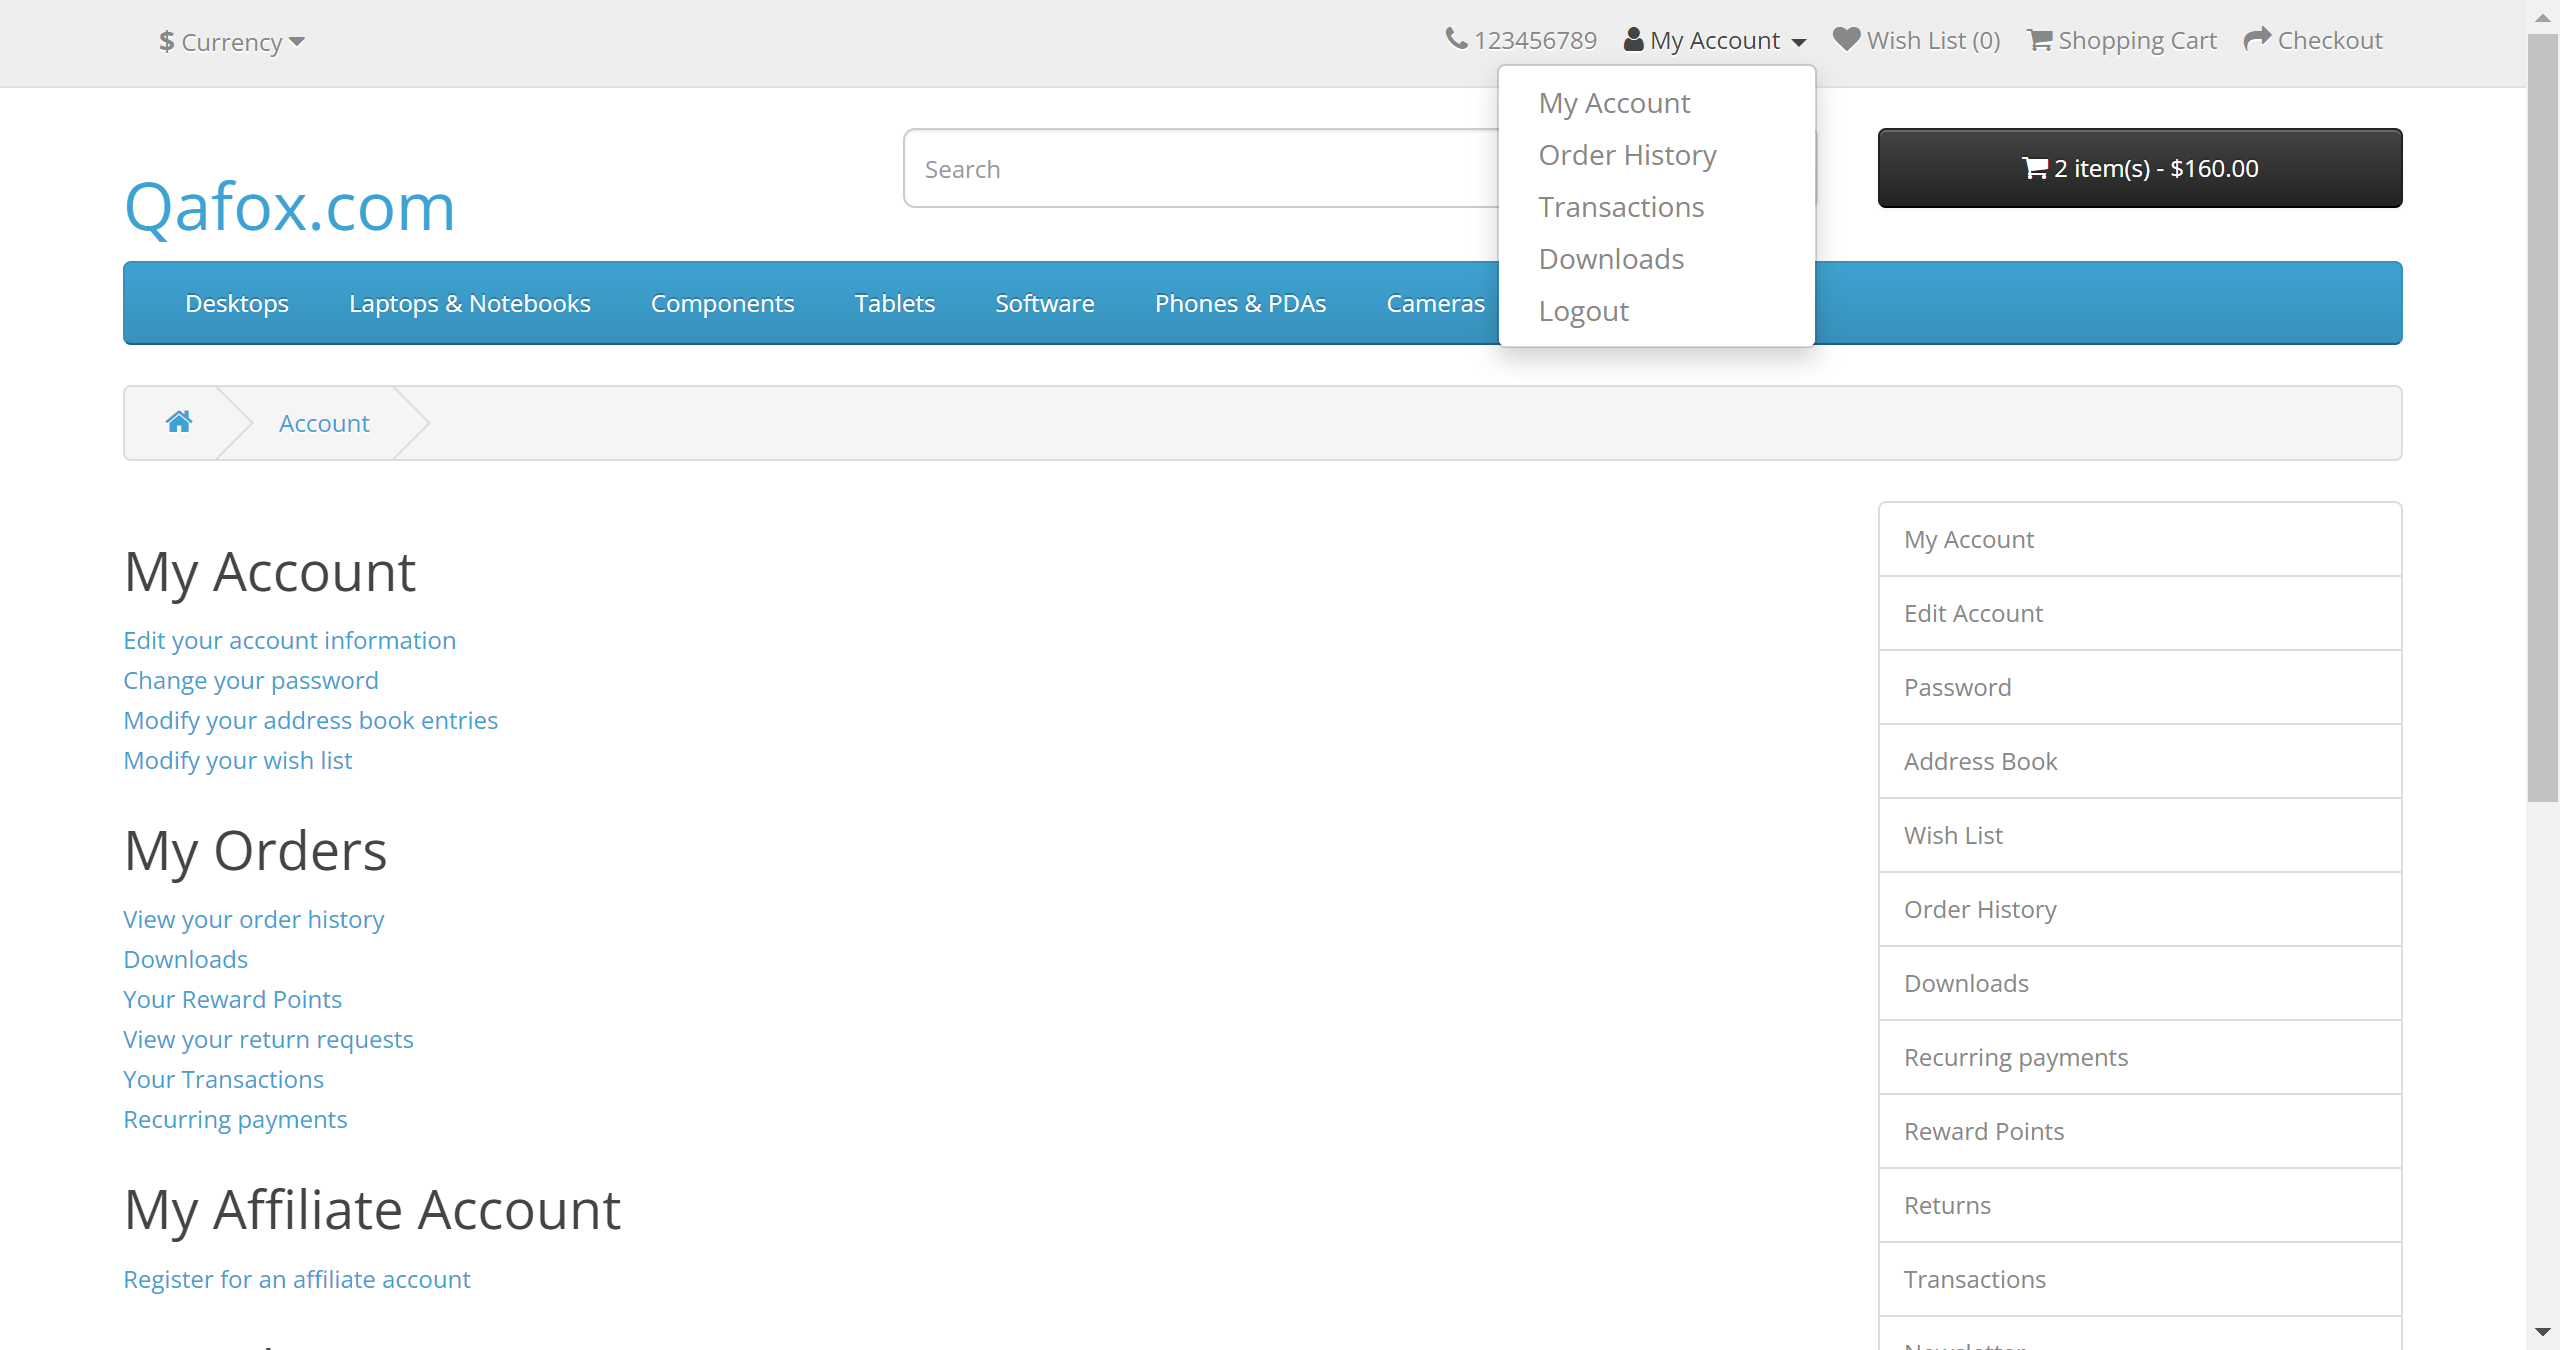 $ Currency
123456789 My Account Wish List (0) Shopping Cart Checkout
My Account
Order History
Transactions
Downloads
Logout
Qafox.com
Search
2 item(s) - $160.00
Desktops Laptops & Notebooks Components Tablets Software Phones & PDAs Cameras
Account
My Account
Edit your account information
Change your password
Modify your address book entries
Modify your wish list
My Orders
View your order history
Downloads
Your Reward Points
View your return requests
Your Transactions
Recurring payments
My Affiliate Account
Register for an affiliate account
My Account
Edit Account
Password
Address Book
Wish List
Order History
Downloads
Recurring payments
Reward Points
Returns
Transactions